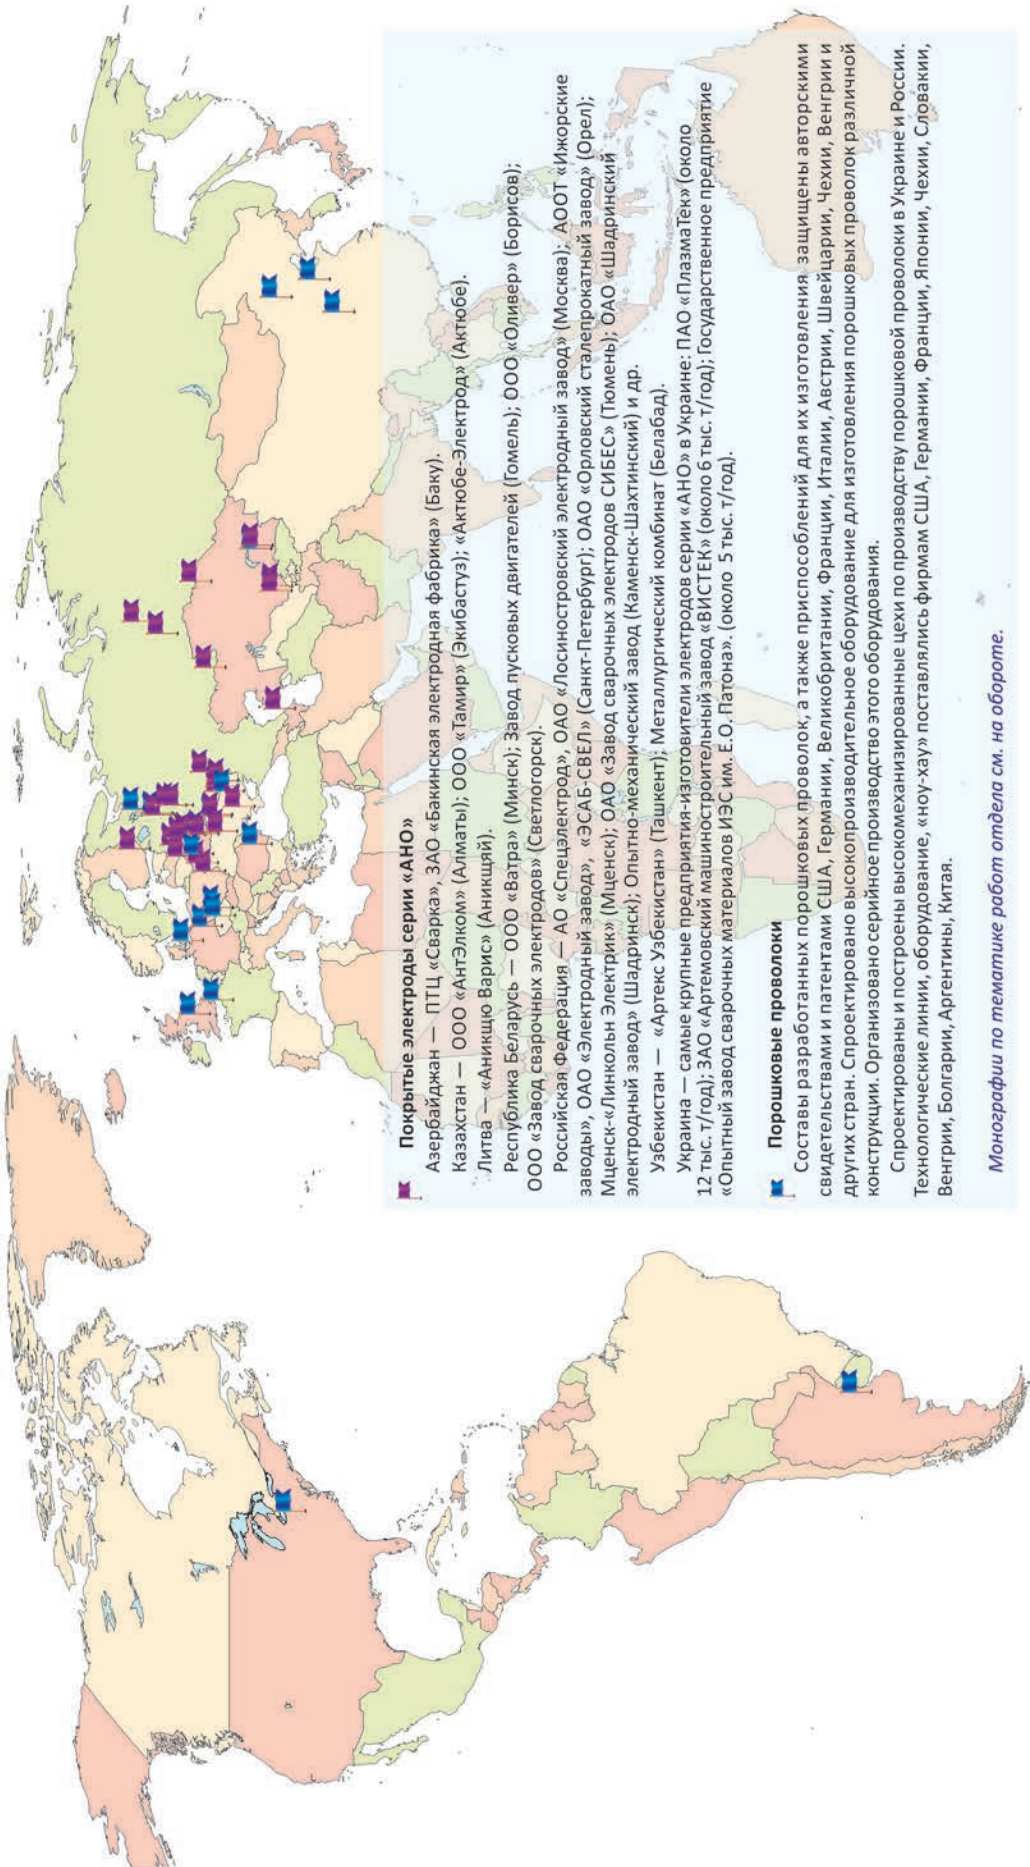 Покрытые электроды серии «АНО»
Азербайджан — ПТЦ «Сварка», ЗАО «Бакинская электродная фабрика» (Баку).
Казахстан — ООО «АнтЭлком» (Алматы); ООО «Тамир» (Экибастуз); «Актюбе-Электрод» (Актюбе).
Литва — «Аникщю Варис» (Аникщяй).
Республика Беларусь — ООО «Ватра» (Минск); Завод пусковых двигателей (Гомель); ООО «Оливер» (Борисов);
ООО «Завод сварочных электродов» (Светлогорск).
Российская Федерация — АО «Спецэлектрод», ОАО «Лосиностровский электродный завод» (Москва); АООТ «Ижорские
заводы», ОАО «Электродный завод», «ЭСАБ-СВЕЛ» (Санкт-Петербург); ОАО «Орловский сталепрокатный завод» (Орел);
Мценск-«Линкольн Электрик» (Мценск); ОАО «Завод сварочных электродов СИБЕС» (Тюмень); ОАО «Шадринский
электродный завод» (Шадринск); Опытно-механический завод (Каменск-Шахтинский) и др.
Узбекистан — «Артекс Узбекистан» (Ташкент); Металлургический комбинат (Белабад).
Украина — самые крупные предприятия-изготовители электродов серии «АНО» в Украине: ПАО «ПлазмаТек» (около
12 тыс. т/год); ЗАО «Артемовский машиностроительный завод «ВИСТЕК» (около 6 тыс. т/год); Государственное предприятие
«Опытный завод сварочных материалов ИЭС им. Е.О. Патона». (около 5 тыс. т/год).
Порошковые проволоки
Составы разработанных порошковых проволок, а также приспособлений для их изготовления защищены авторскими
свидетельствами и патентами США, Германии, Великобритании, Франции, Италии, Австрии, Швейцарии, Чехии, Венгрии и
других стран. Спроектировано высокопроизводительное оборудование для изготовления порошковых проволок различной
конструкции. Организовано серийное производство этого оборудования.
Спроектированы и построены высокомеханизированные цехи по производству порошковой проволоки в Украине и России.
Технологические линии, оборудование, «ноу-хау» поставлялись фирмам США, Германии, Франции, Японии, Чехии, Словакии,
Венгрии, Болгарии, Аргентины, Китая.
Монографии по тематике работ отдела см. на обороте.